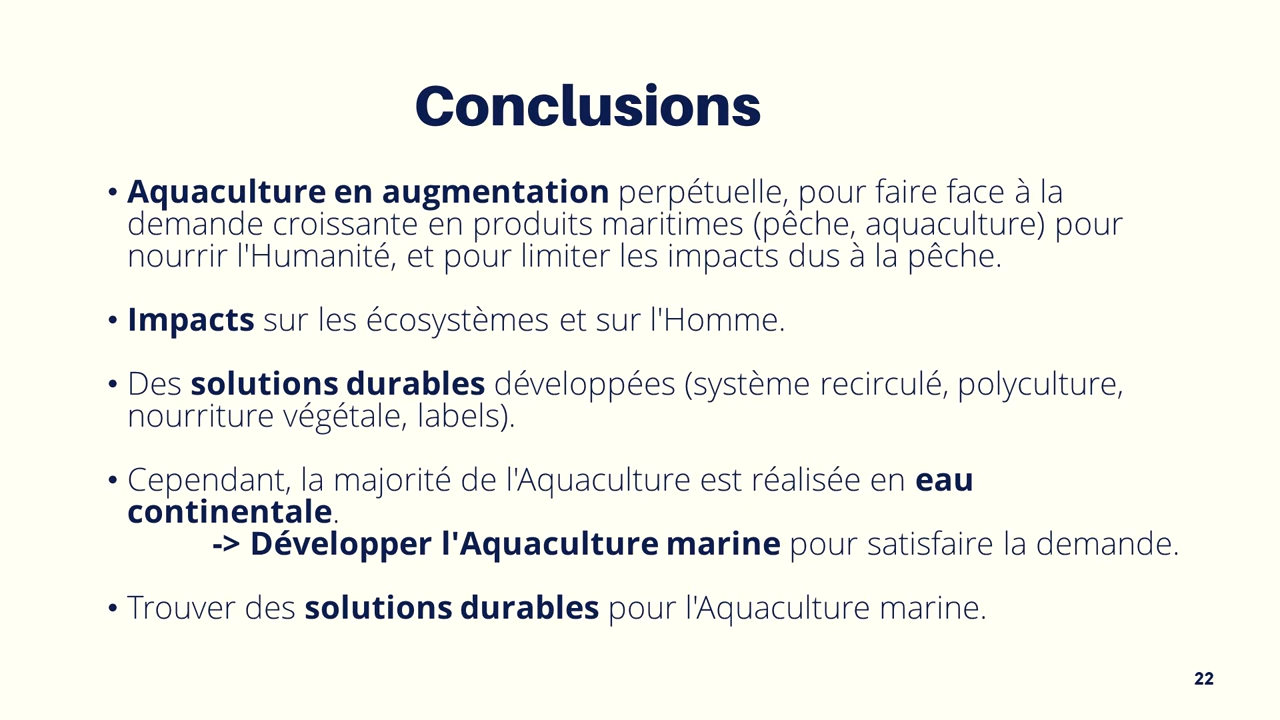 Conclusions
• Aquaculture en augmentation perpétuelle, pour faire face à la
demande croissante en produits maritimes (pêche, aquaculture) pour
nourrir l'Humanité, et pour limiter les impacts dus à la pêche.
• Impacts sur les écosystèmes et sur l'Homme.
• Des solutions durables développées (système recirculé, polyculture,
nourriture végétale, labels).
• Cependant, la majorité de l'Aquaculture est réalisée en eau
continentale.
-> Développer l'Aquaculture marine pour satisfaire la demande.
• Trouver des solutions durables pour l'Aquaculture marine.
22